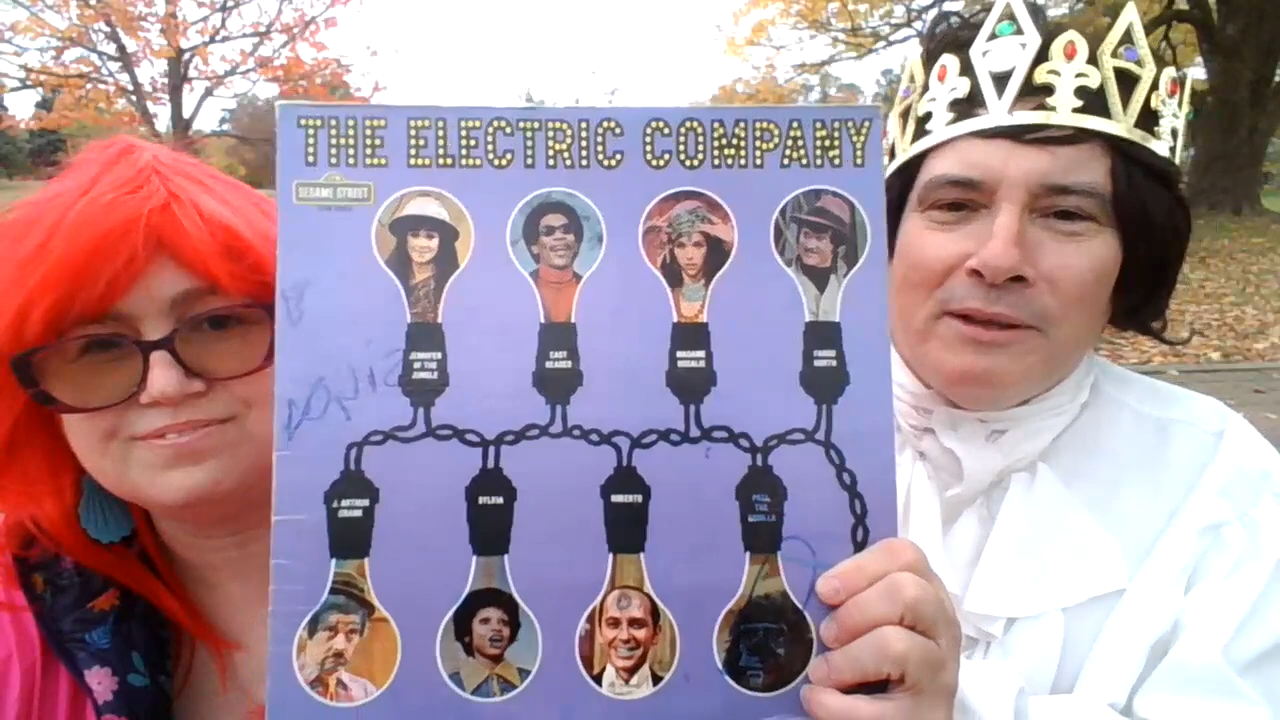 THE ELECTRIC COMPANY
SESAME STREET
JENNIFER
OF THE
JUNGLE
EASY
READER
MADAME
ROSALIE
FARGO
NORTH
J. ARTHUR
CRANK
SYLVIA
ROBERTO
PAUL
THE
GORILLA